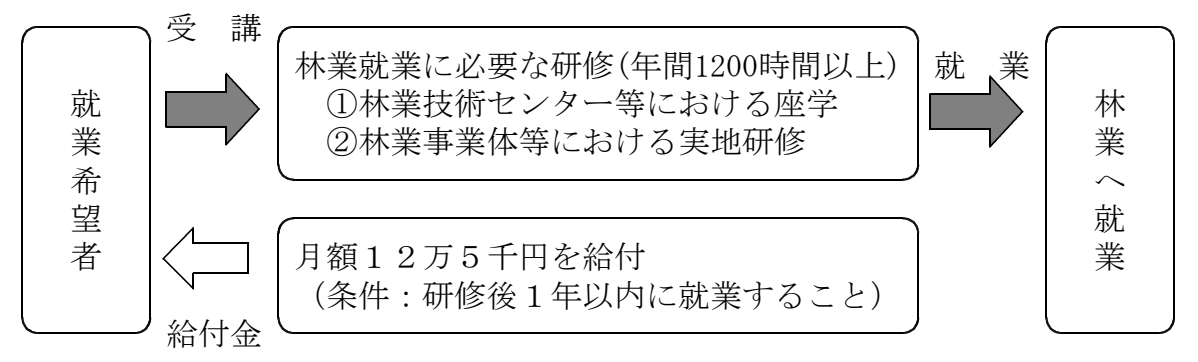 就業希望者
受　講
林業就業に必要な研修(年間1200時間以上)
①林業技術センター等における座学
②林業事業体等における実地研修
就　業
林業へ就業
月額１２万５千円を給付
（条件：研修後１年以内に就業すること）
給付金